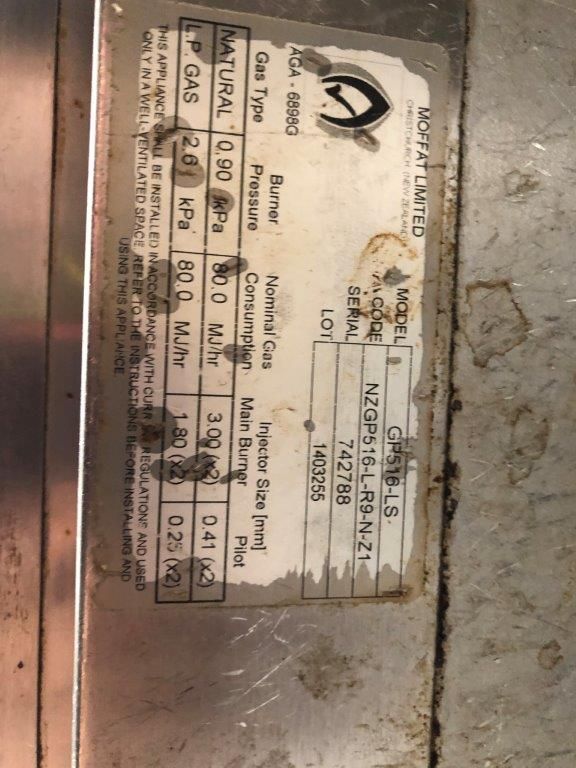 MOFFAT LIMITED
CHRISTCHURCH (NEW ZEALAND)
MODEL GP516-LS
CODE NZGP516-L-R9-N-Z1
SERIAL 742788
LOT 1403255
AGA - 6898G
Gas Type Burner Pressure Nominal Gas Consumption Injector Size [mm] Main Burner Pilot
NATURAL 0.90 kPa 80.0 MJ/hr 3.00 (x2) 0.41 (x2)
L.P. GAS 2.6 kPa 80.0 MJ/hr 1.80 (x2) 0.25 (x2)
THIS APPLIANCE SHALL BE INSTALLED IN ACCORDANCE WITH CURRENT REGULATIONS AND USED
ONLY IN A WELL-VENTILATED SPACE. REFER TO THE INSTRUCTIONS BEFORE INSTALLING AND
USING THIS APPLIANCE.